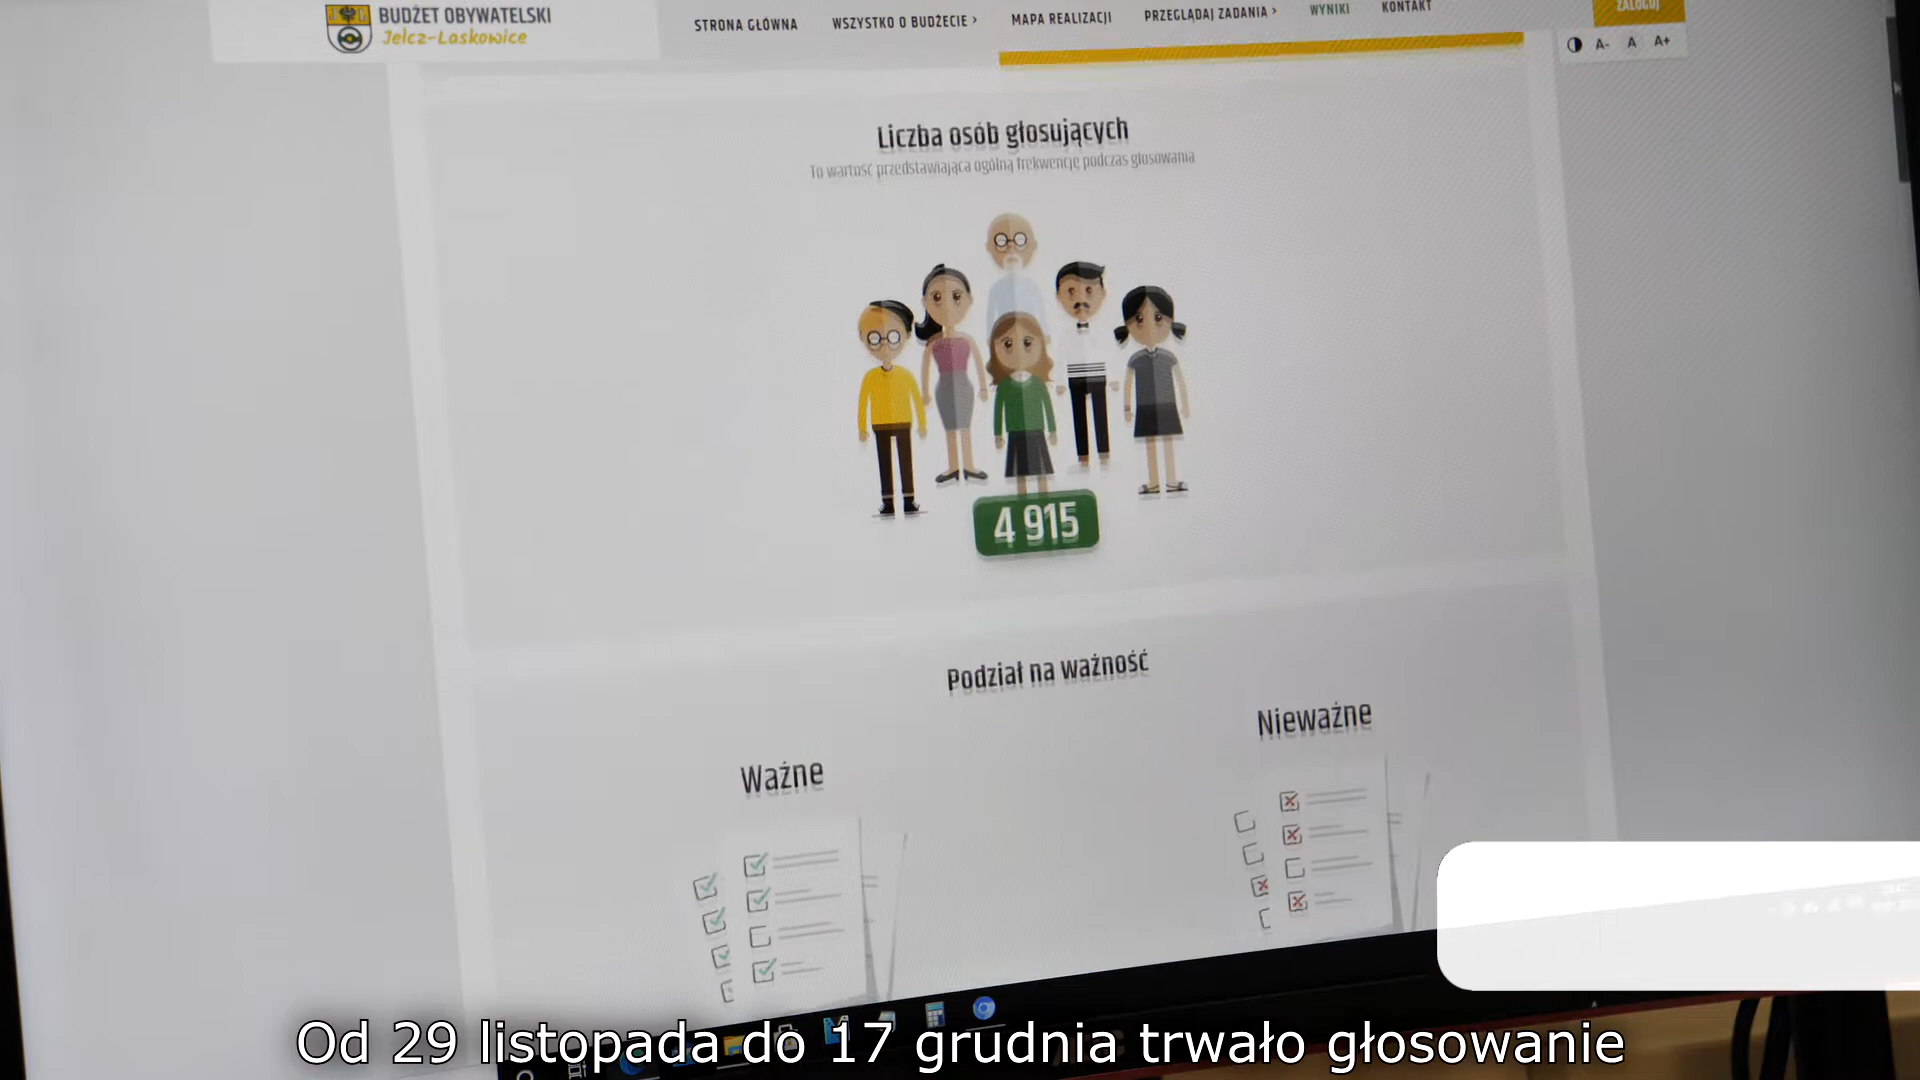 BUDŻET OBYWATELSKI
Jelcz-Laskowice
STRONA GŁÓWNA
WSZYSTKO O BUDŻECIE ›
MAPA REALIZACJI
PRZEGLĄDAJ ZADANIA ›
WYNIKI
KONTAKT
ZALOGUJ
A-
A
A+
Liczba osób głosujących
To wartość przedstawiająca ogólną frekwencję podczas głosowania
4 915
Podział na ważność
Ważne
Nieważne
Od 29 listopada do 17 grudnia trwało głosowanie